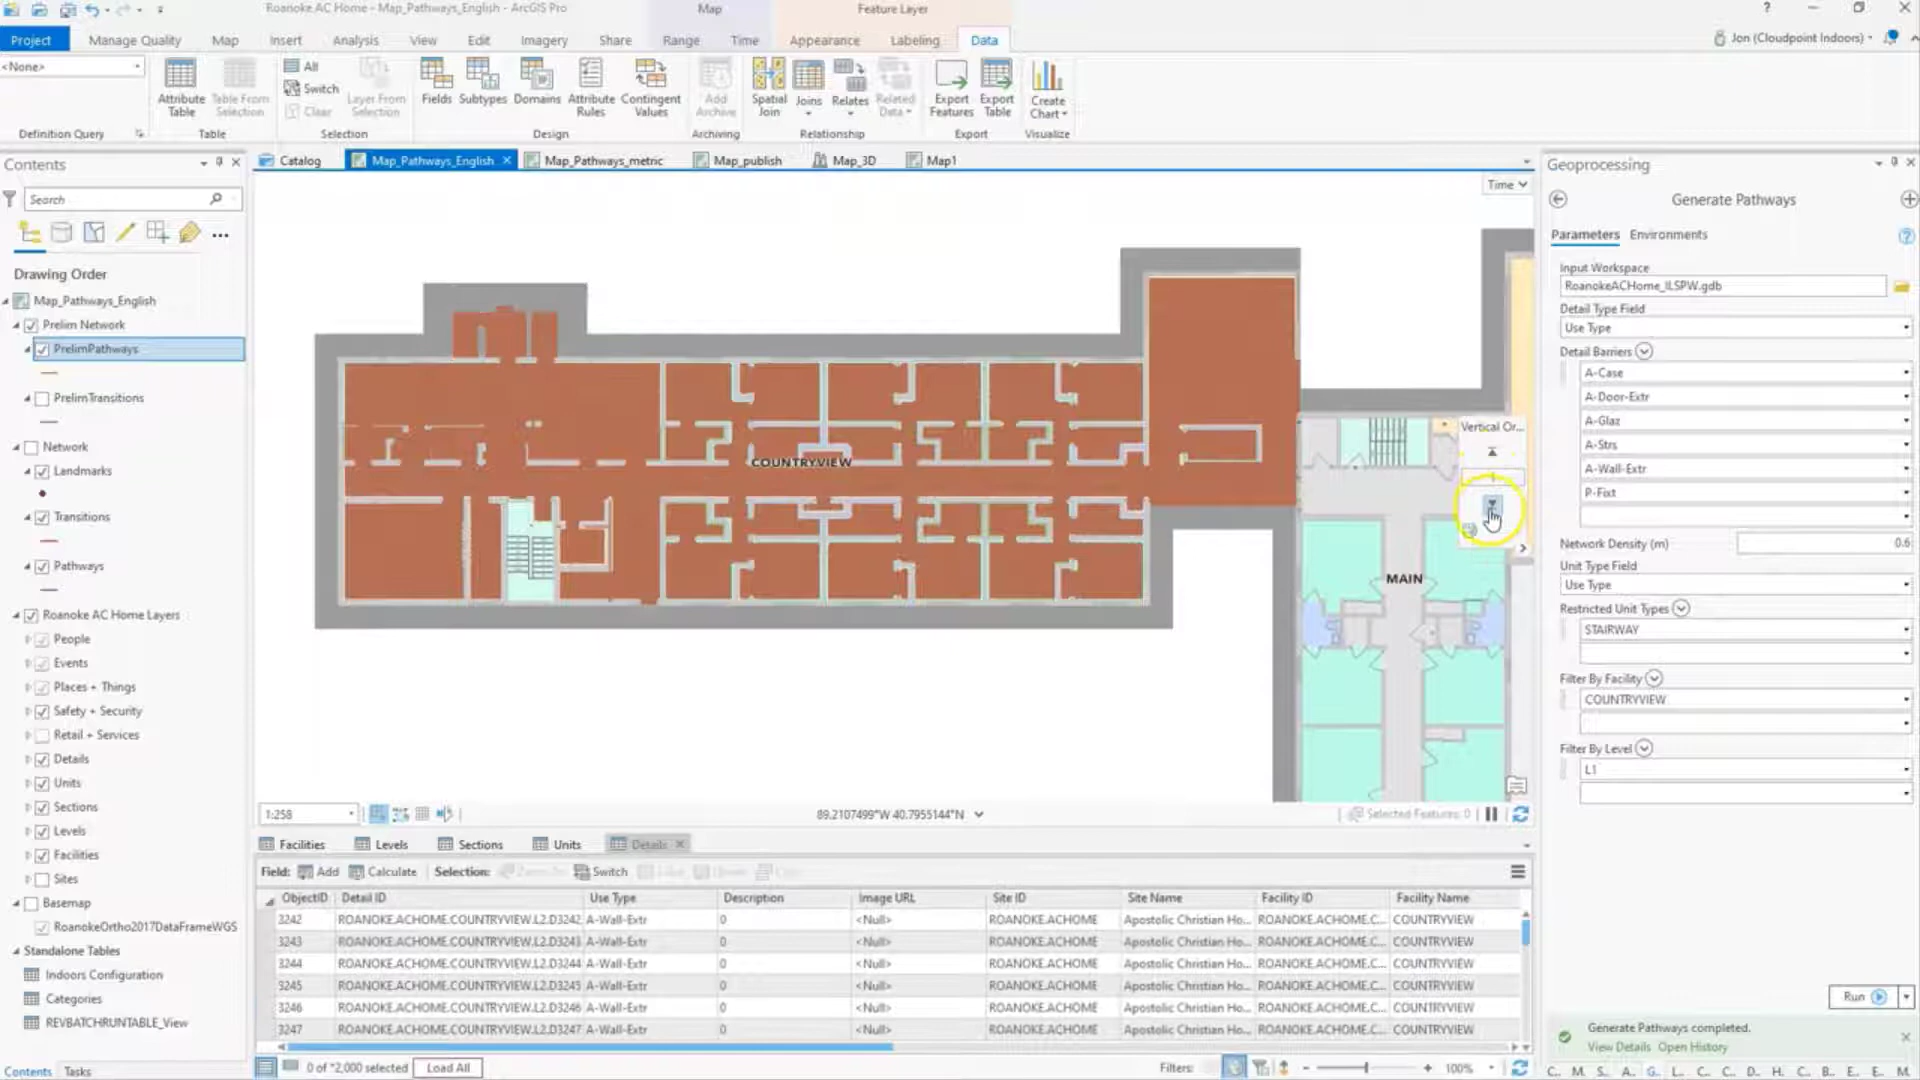 Roanoke AC Home - Map_Pathways_English - ArcGIS Pro
Map
Feature Layer
?
Project
Manage Quality
Map
Insert
Analysis
View
Edit
Imagery
Share
Range
Time
Appearance
Labeling
Data
Jon (Cloudpoint Indoors)
<None>
Definition Query
Attribute Table
Table From Selection
Table
All
Switch
Clear
Layer From Selection
Selection
Fields
Subtypes
Domains
Attribute Rules
Contingent Values
Design
Add Archive
Archiving
Spatial Join
Joins
Relates
Related Data
Relationship
Export Features
Export Table
Export
Create Chart
Visualize
Contents
Search
Drawing Order
Map_Pathways_English
Prelim Network
PrelimPathways
PrelimTransitions
Network
Landmarks
Transitions
Pathways
Roanoke AC Home Layers
People
Events
Places + Things
Safety + Security
Retail + Services
Details
Units
Sections
Levels
Facilities
Sites
Basemap
RoanokeOrtho2017DataFrameWGS
Standalone Tables
Indoors Configuration
Categories
REVBATCHRUNTABLE_View
Contents Tasks
Catalog
Map_Pathways_English
Map_Pathways_metric
Map_publish
Map_3D
Map1
Time
COUNTRYVIEW
Vertical Or...
MAIN
1:258
89.2107499°W 40.7955144°N
Selected Features: 0
Facilities
Levels
Sections
Units
Details
Field: Add Calculate Selection: Switch
ObjectID Detail ID Use Type Description Image URL Site ID Site Name Facility ID Facility Name
3242 ROANOKE.ACHOME.COUNTRYVIEW.L2.D3242 A-Wall-Extr 0 <Null> ROANOKE.ACHOME Apostolic Christian Ho... ROANOKE.ACHOME.C... COUNTRYVIEW
3243 ROANOKE.ACHOME.COUNTRYVIEW.L2.D3243 A-Wall-Extr 0 <Null> ROANOKE.ACHOME Apostolic Christian Ho... ROANOKE.ACHOME.C... COUNTRYVIEW
3244 ROANOKE.ACHOME.COUNTRYVIEW.L2.D3244 A-Wall-Extr 0 <Null> ROANOKE.ACHOME Apostolic Christian Ho... ROANOKE.ACHOME.C... COUNTRYVIEW
3245 ROANOKE.ACHOME.COUNTRYVIEW.L2.D3245 A-Wall-Extr 0 <Null> ROANOKE.ACHOME Apostolic Christian Ho... ROANOKE.ACHOME.C... COUNTRYVIEW
3246 ROANOKE.ACHOME.COUNTRYVIEW.L2.D3246 A-Wall-Extr 0 <Null> ROANOKE.ACHOME Apostolic Christian Ho... ROANOKE.ACHOME.C... COUNTRYVIEW
3247 ROANOKE.ACHOME.COUNTRYVIEW.L2.D3247 A-Wall-Extr 0 <Null> ROANOKE.ACHOME Apostolic Christian Ho... ROANOKE.ACHOME.C... COUNTRYVIEW
0 of *2,000 selected Load All Filters: - + 100%
Geoprocessing
Generate Pathways
Parameters Environments
Input Workspace
RoanokeACHome_ILSPW.gdb
Detail Type Field
Use Type
Detail Barriers
A-Case
A-Door-Extr
A-Glaz
A-Strs
A-Wall-Extr
P-Fixt
Network Density (m) 0.6
Unit Type Field
Use Type
Restricted Unit Types
STAIRWAY
Filter By Facility
COUNTRYVIEW
Filter By Level
L1
Run
Generate Pathways completed.
View Details Open History
C... M. S... A... G... L... C... C... D... H. C... B... E... E... M.